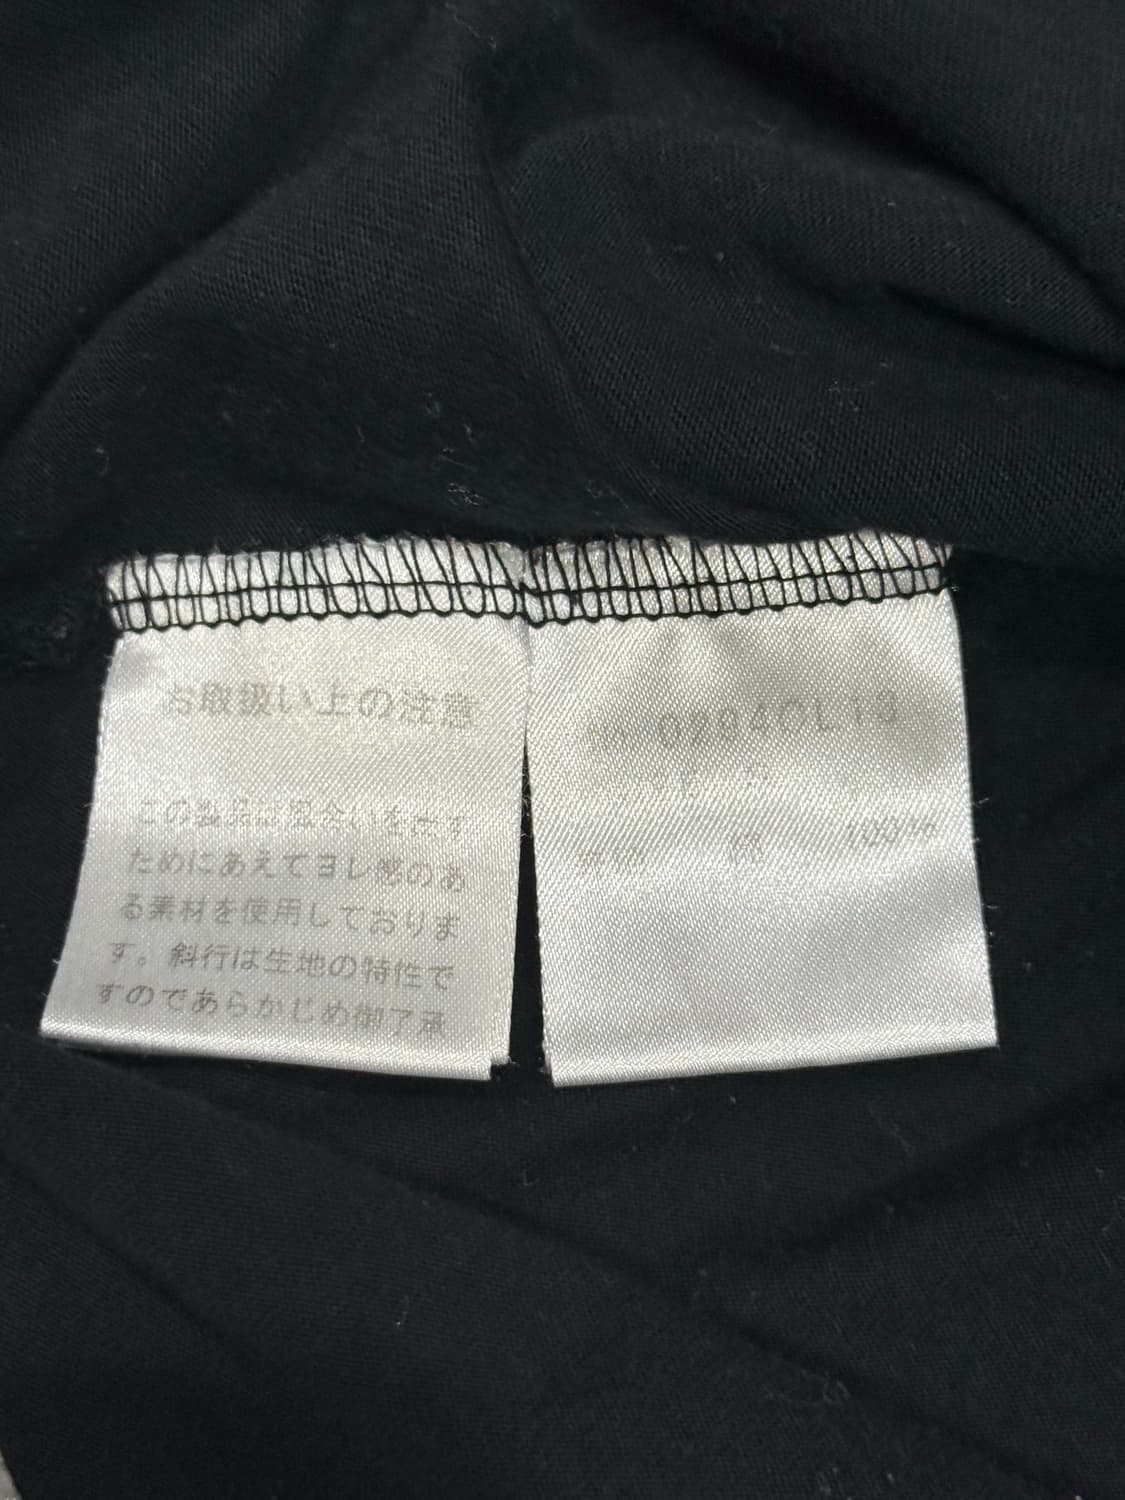 お取扱い上の注意
この製品は風合いを出す
ためにあえてヨレ感のあ
る素材を使用しておりま
す。斜行は生地の特性で
すのであらかじめ御了承
綿 100%